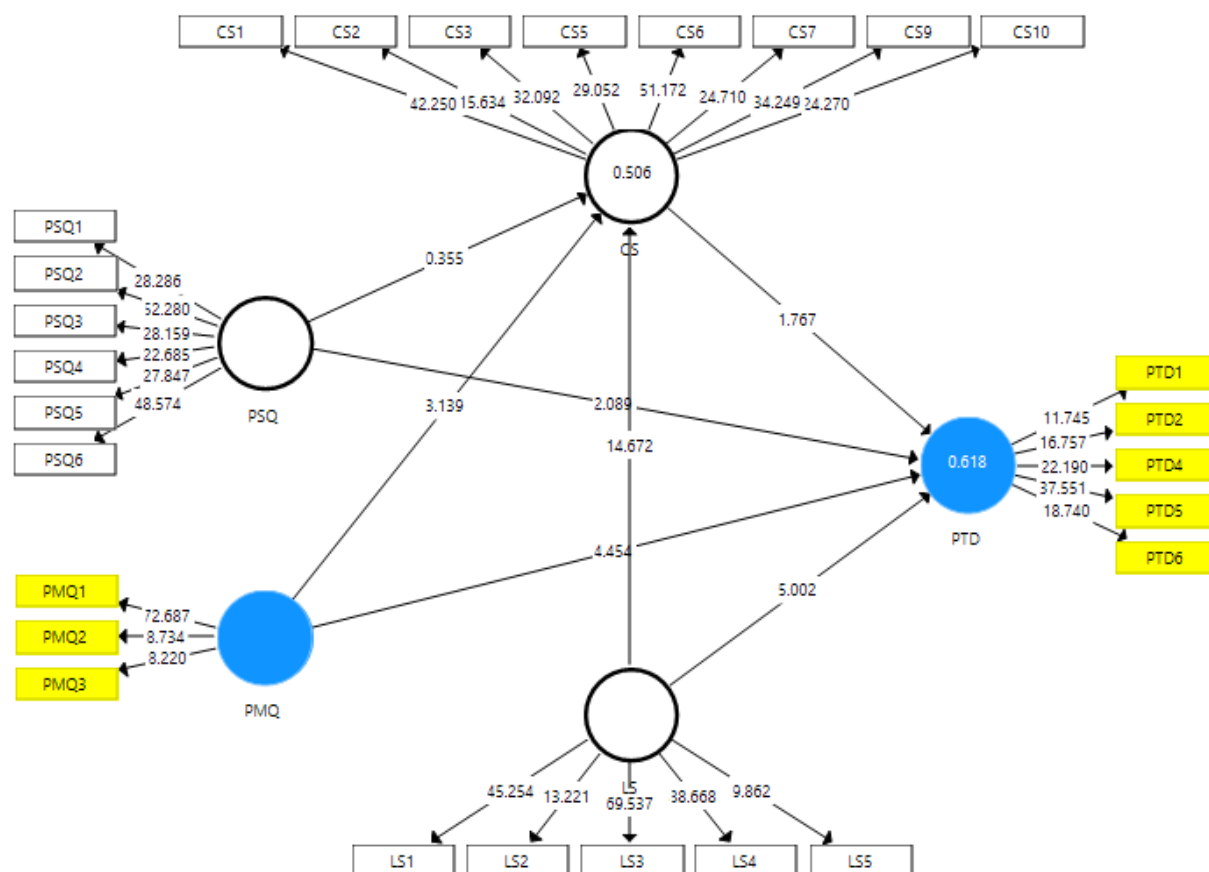 CS1
CS2
CS3
CS5
CS6
CS7
CS9
CS10
42.250
15.634
32.092
29.052
51.172
24.710
34.249
24.270
0.506
CS
PSQ1
PSQ2
PSQ3
PSQ4
PSQ5
PSQ6
28.286
52.280
28.159
22.685
27.847
48.574
PSQ
0.355
3.139
2.089
14.672
1.767
4.454
5.002
PTD1
PTD2
PTD4
PTD5
PTD6
11.745
16.757
22.190
37.551
18.740
0.618
PTD
PMQ1
PMQ2
PMQ3
72.687
8.734
8.220
PMQ
LS
45.254
13.221
69.537
38.668
9.862
LS1
LS2
LS3
LS4
LS5